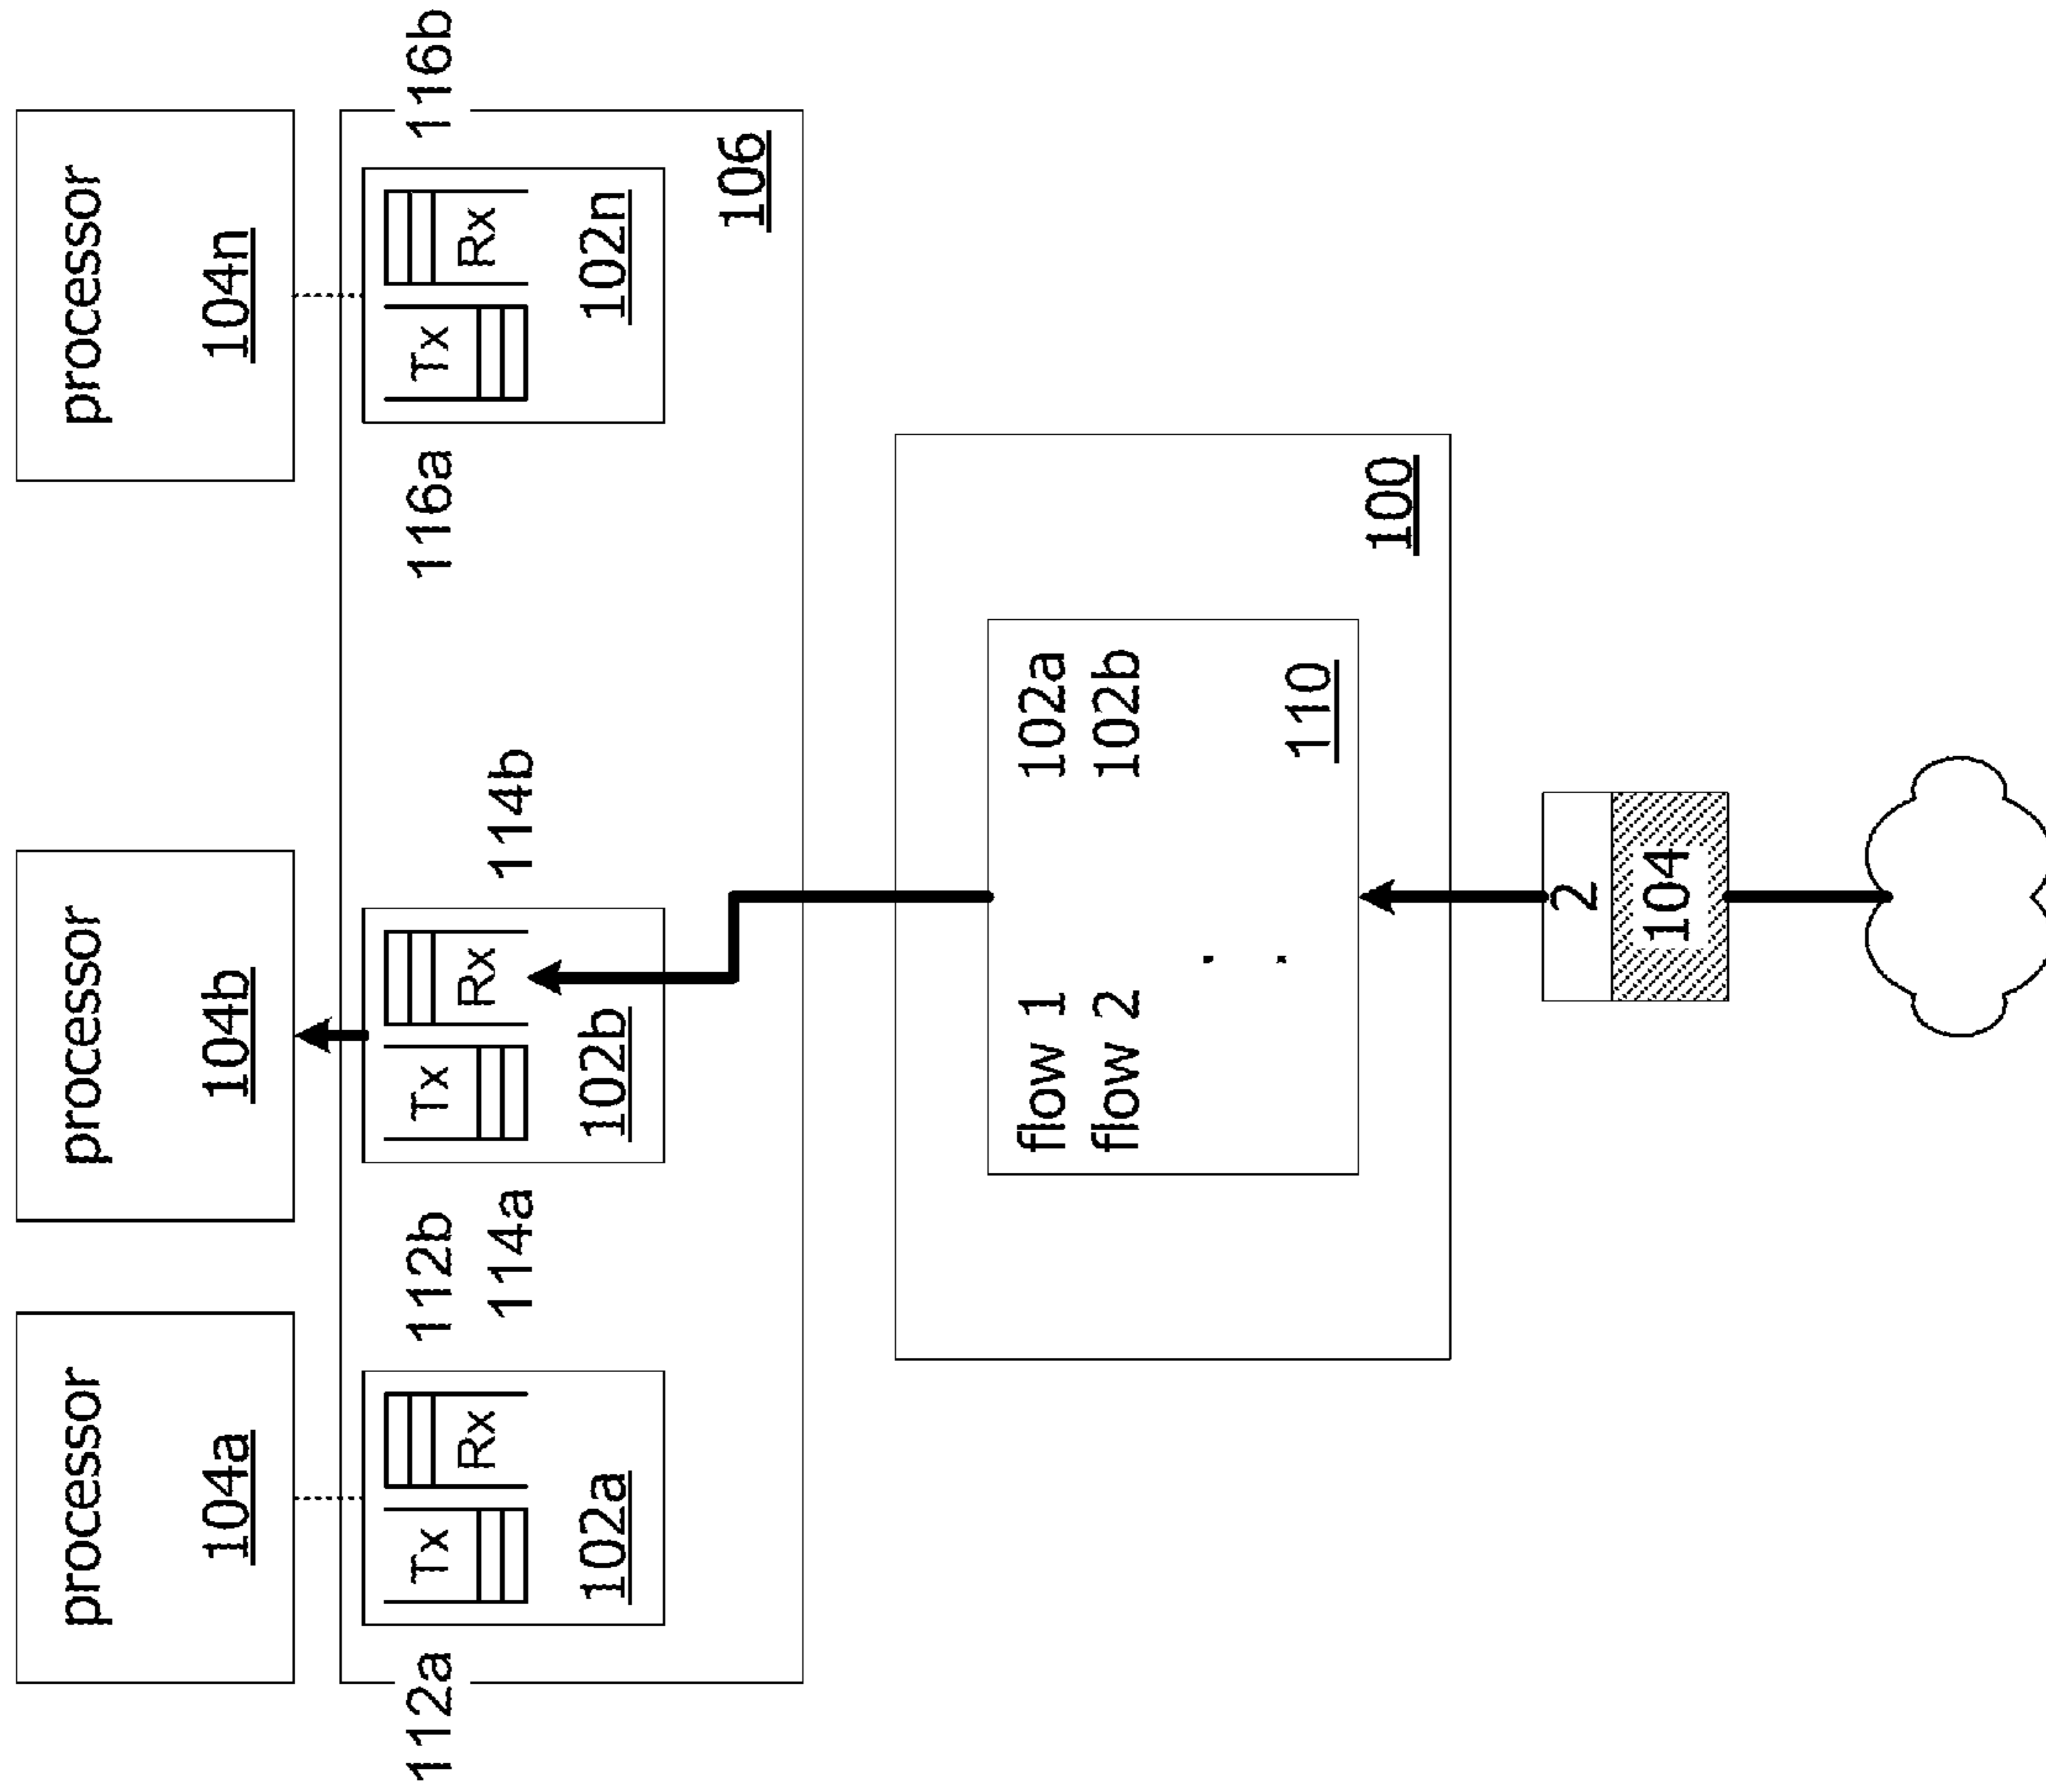 processor processor processor
104a 104b 104n
112a Tx 112b Tx 116a Tx 116b
Rx Rx Rx
114a 114b
102a 102b 102n
106
flow 1 102a
flow 2 102b
.
.
110
100
2
104